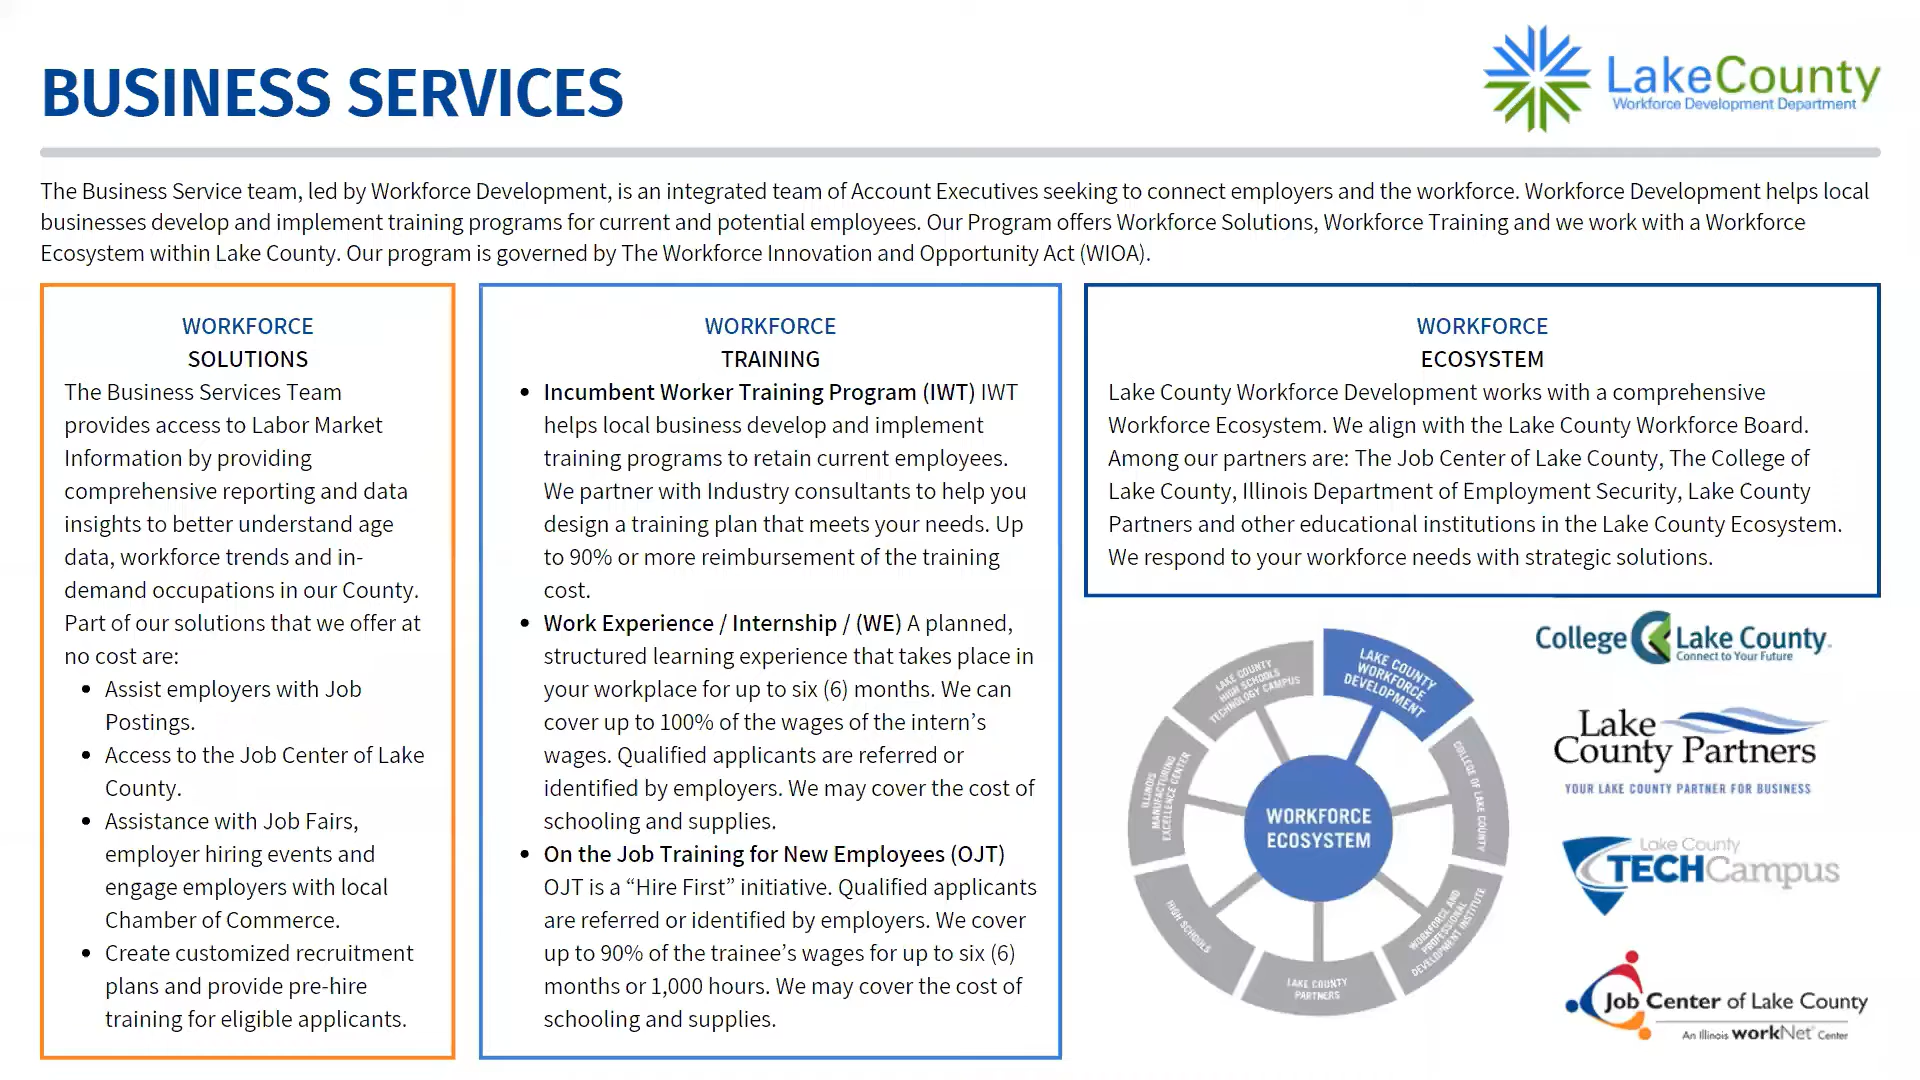 BUSINESS SERVICES
LakeCounty
Workforce Development Department
The Business Service team, led by Workforce Development, is an integrated team of Account Executives seeking to connect employers and the workforce. Workforce Development helps local
businesses develop and implement training programs for current and potential employees. Our Program offers Workforce Solutions, Workforce Training and we work with a Workforce
Ecosystem within Lake County. Our program is governed by The Workforce Innovation and Opportunity Act (WIOA).
WORKFORCE
SOLUTIONS
The Business Services Team
provides access to Labor Market
Information by providing
comprehensive reporting and data
insights to better understand age
data, workforce trends and in-
demand occupations in our County.
Part of our solutions that we offer at
no cost are:
• Assist employers with Job
Postings.
• Access to the Job Center of Lake
County.
• Assistance with Job Fairs,
employer hiring events and
engage employers with local
Chamber of Commerce.
• Create customized recruitment
plans and provide pre-hire
training for eligible applicants.
WORKFORCE
TRAINING
• Incumbent Worker Training Program (IWT) IWT
helps local business develop and implement
training programs to retain current employees.
We partner with Industry consultants to help you
design a training plan that meets your needs. Up
to 90% or more reimbursement of the training
cost.
• Work Experience / Internship / (WE) A planned,
structured learning experience that takes place in
your workplace for up to six (6) months. We can
cover up to 100% of the wages of the intern’s
wages. Qualified applicants are referred or
identified by employers. We may cover the cost of
schooling and supplies.
• On the Job Training for New Employees (OJT)
OJT is a “Hire First” initiative. Qualified applicants
are referred or identified by employers. We cover
up to 90% of the trainee’s wages for up to six (6)
months or 1,000 hours. We may cover the cost of
schooling and supplies.
WORKFORCE
ECOSYSTEM
Lake County Workforce Development works with a comprehensive
Workforce Ecosystem. We align with the Lake County Workforce Board.
Among our partners are: The Job Center of Lake County, The College of
Lake County, Illinois Department of Employment Security, Lake County
Partners and other educational institutions in the Lake County Ecosystem.
We respond to your workforce needs with strategic solutions.
LAKE COUNTY
WORKFORCE
DEVELOPMENT
COLLEGE OF LAKE COUNTY
WORKFORCE AND
PROFESSIONAL
DEVELOPMENT INSTITUTE
LAKE COUNTY
PARTNERS
HIGH SCHOOLS
ILLINOIS
MANUFACTURING
EXCELLENCE CENTER
LAKE COUNTY
HIGH SCHOOLS
TECHNOLOGY CAMPUS
WORKFORCE
ECOSYSTEM
College Lake County
Connect to Your Future
Lake
County Partners
YOUR LAKE COUNTY PARTNER FOR BUSINESS
Lake County
TECHCampus
Job Center of Lake County
An Illinois workNet Center